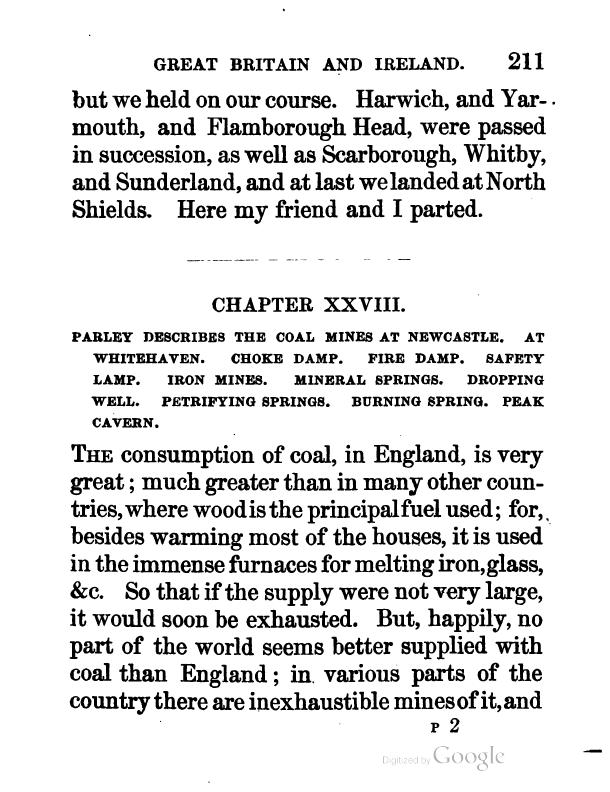 GREAT BRITAIN AND IRELAND. 211
but we held on our course. Harwich, and Yar-
mouth, and Flamborough Head, were passed
in succession, as well as Scarborough, Whitby,
and Sunderland, and at last we landed at North
Shields. Here my friend and I parted.
CHAPTER XXVIII.
PARLEY DESCRIBES THE COAL MINES AT NEWCASTLE. AT
WHITEHAVEN. CHOKE DAMP. FIRE DAMP. SAFETY
LAMP. IRON MINES. MINERAL SPRINGS. DROPPING
WELL. PETRIFYING SPRINGS. BURNING SPRING. PEAK
CAVERN.
THE consumption of coal, in England, is very
great; much greater than in many other coun-
tries, where wood is the principal fuel used; for,
besides warming most of the houses, it is used
in the immense furnaces for melting iron, glass,
&c. So that if the supply were not very large,
it would soon be exhausted. But, happily, no
part of the world seems better supplied with
coal than England; in various parts of the
country there are inexhaustible mines of it, and
P 2
Digitized by Google